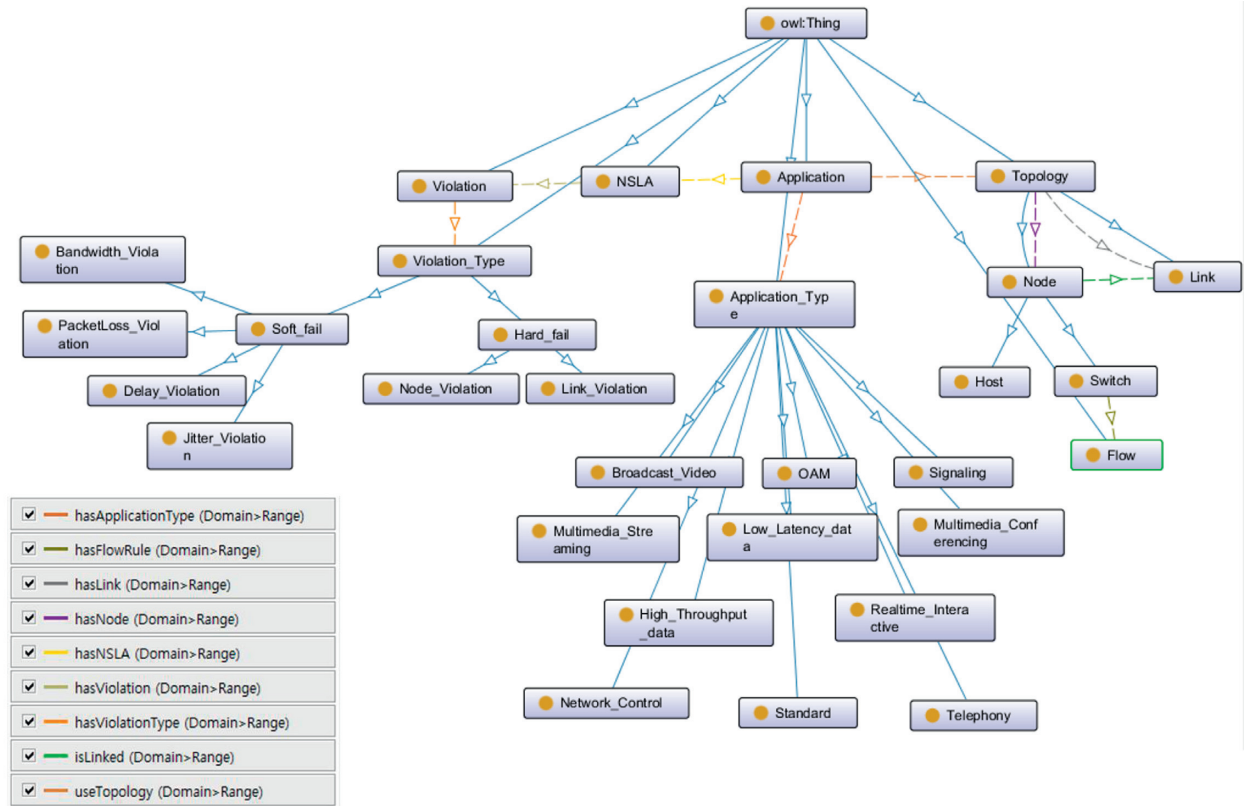 owl:Thing
Violation
NSLA
Application
Topology
Bandwidth_Viola
tion
Violation_Type
Application_Typ
e
Node
Link
PacketLoss_Viol
ation
Soft_fail
Hard_fail
Delay_Violation
Node_Violation
Link_Violation
Host
Switch
Jitter_Violatio
n
Flow
Broadcast_Video
OAM
Signaling
Multimedia_Stre
aming
Low_Latency_dat
a
Multimedia_Conf
erencing
High_Throughput
_data
Realtime_Intera
ctive
Network_Control
Standard
Telephony
hasApplicationType (Domain>Range)
hasFlowRule (Domain>Range)
hasLink (Domain>Range)
hasNode (Domain>Range)
hasNSLA (Domain>Range)
hasViolation (Domain>Range)
hasViolationType (Domain>Range)
isLinked (Domain>Range)
useTopology (Domain>Range)